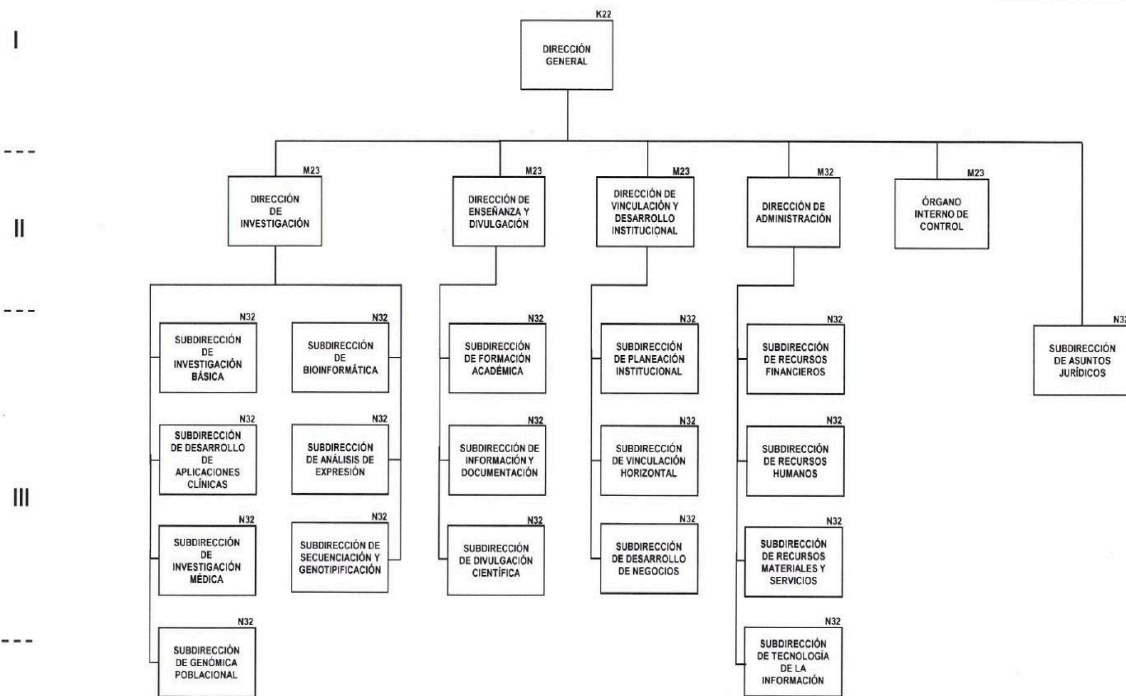 I
K22
DIRECCIÓN
GENERAL
II
M23
DIRECCIÓN
DE
INVESTIGACIÓN
M23
DIRECCIÓN DE
ENSEÑANZA Y
DIVULGACIÓN
M23
DIRECCIÓN DE
VINCULACIÓN Y
DESARROLLO
INSTITUCIONAL
M32
DIRECCIÓN DE
ADMINISTRACIÓN
M23
ÓRGANO
INTERNO DE
CONTROL
III
N32
SUBDIRECCIÓN
DE
INVESTIGACIÓN
BÁSICA
N32
SUBDIRECCIÓN
DE
BIOINFORMÁTICA
N32
SUBDIRECCIÓN
DE FORMACIÓN
ACADÉMICA
N32
SUBDIRECCIÓN
DE PLANEACIÓN
INSTITUCIONAL
N32
SUBDIRECCIÓN
DE RECURSOS
FINANCIEROS
N32
SUBDIRECCIÓN
DE ASUNTOS
JURÍDICOS
N32
SUBDIRECCIÓN
DE DESARROLLO
DE
APLICACIONES
CLÍNICAS
N32
SUBDIRECCIÓN
DE ANÁLISIS DE
EXPRESIÓN
N32
SUBDIRECCIÓN DE
INFORMACIÓN Y
DOCUMENTACIÓN
N32
SUBDIRECCIÓN
DE VINCULACIÓN
HORIZONTAL
N32
SUBDIRECCIÓN
DE RECURSOS
HUMANOS
N32
SUBDIRECCIÓN
DE
INVESTIGACIÓN
MÉDICA
N32
SUBDIRECCIÓN DE
SECUENCIACIÓN Y
GENOTIPIFICACIÓN
N32
SUBDIRECCIÓN
DE DIVULGACIÓN
CIENTÍFICA
N32
SUBDIRECCIÓN
DE DESARROLLO
DE NEGOCIOS
N32
SUBDIRECCIÓN
DE RECURSOS
MATERIALES Y
SERVICIOS
N32
SUBDIRECCIÓN
DE GENÓMICA
POBLACIONAL
N32
SUBDIRECCIÓN
DE TECNOLOGÍA
DE LA
INFORMACIÓN